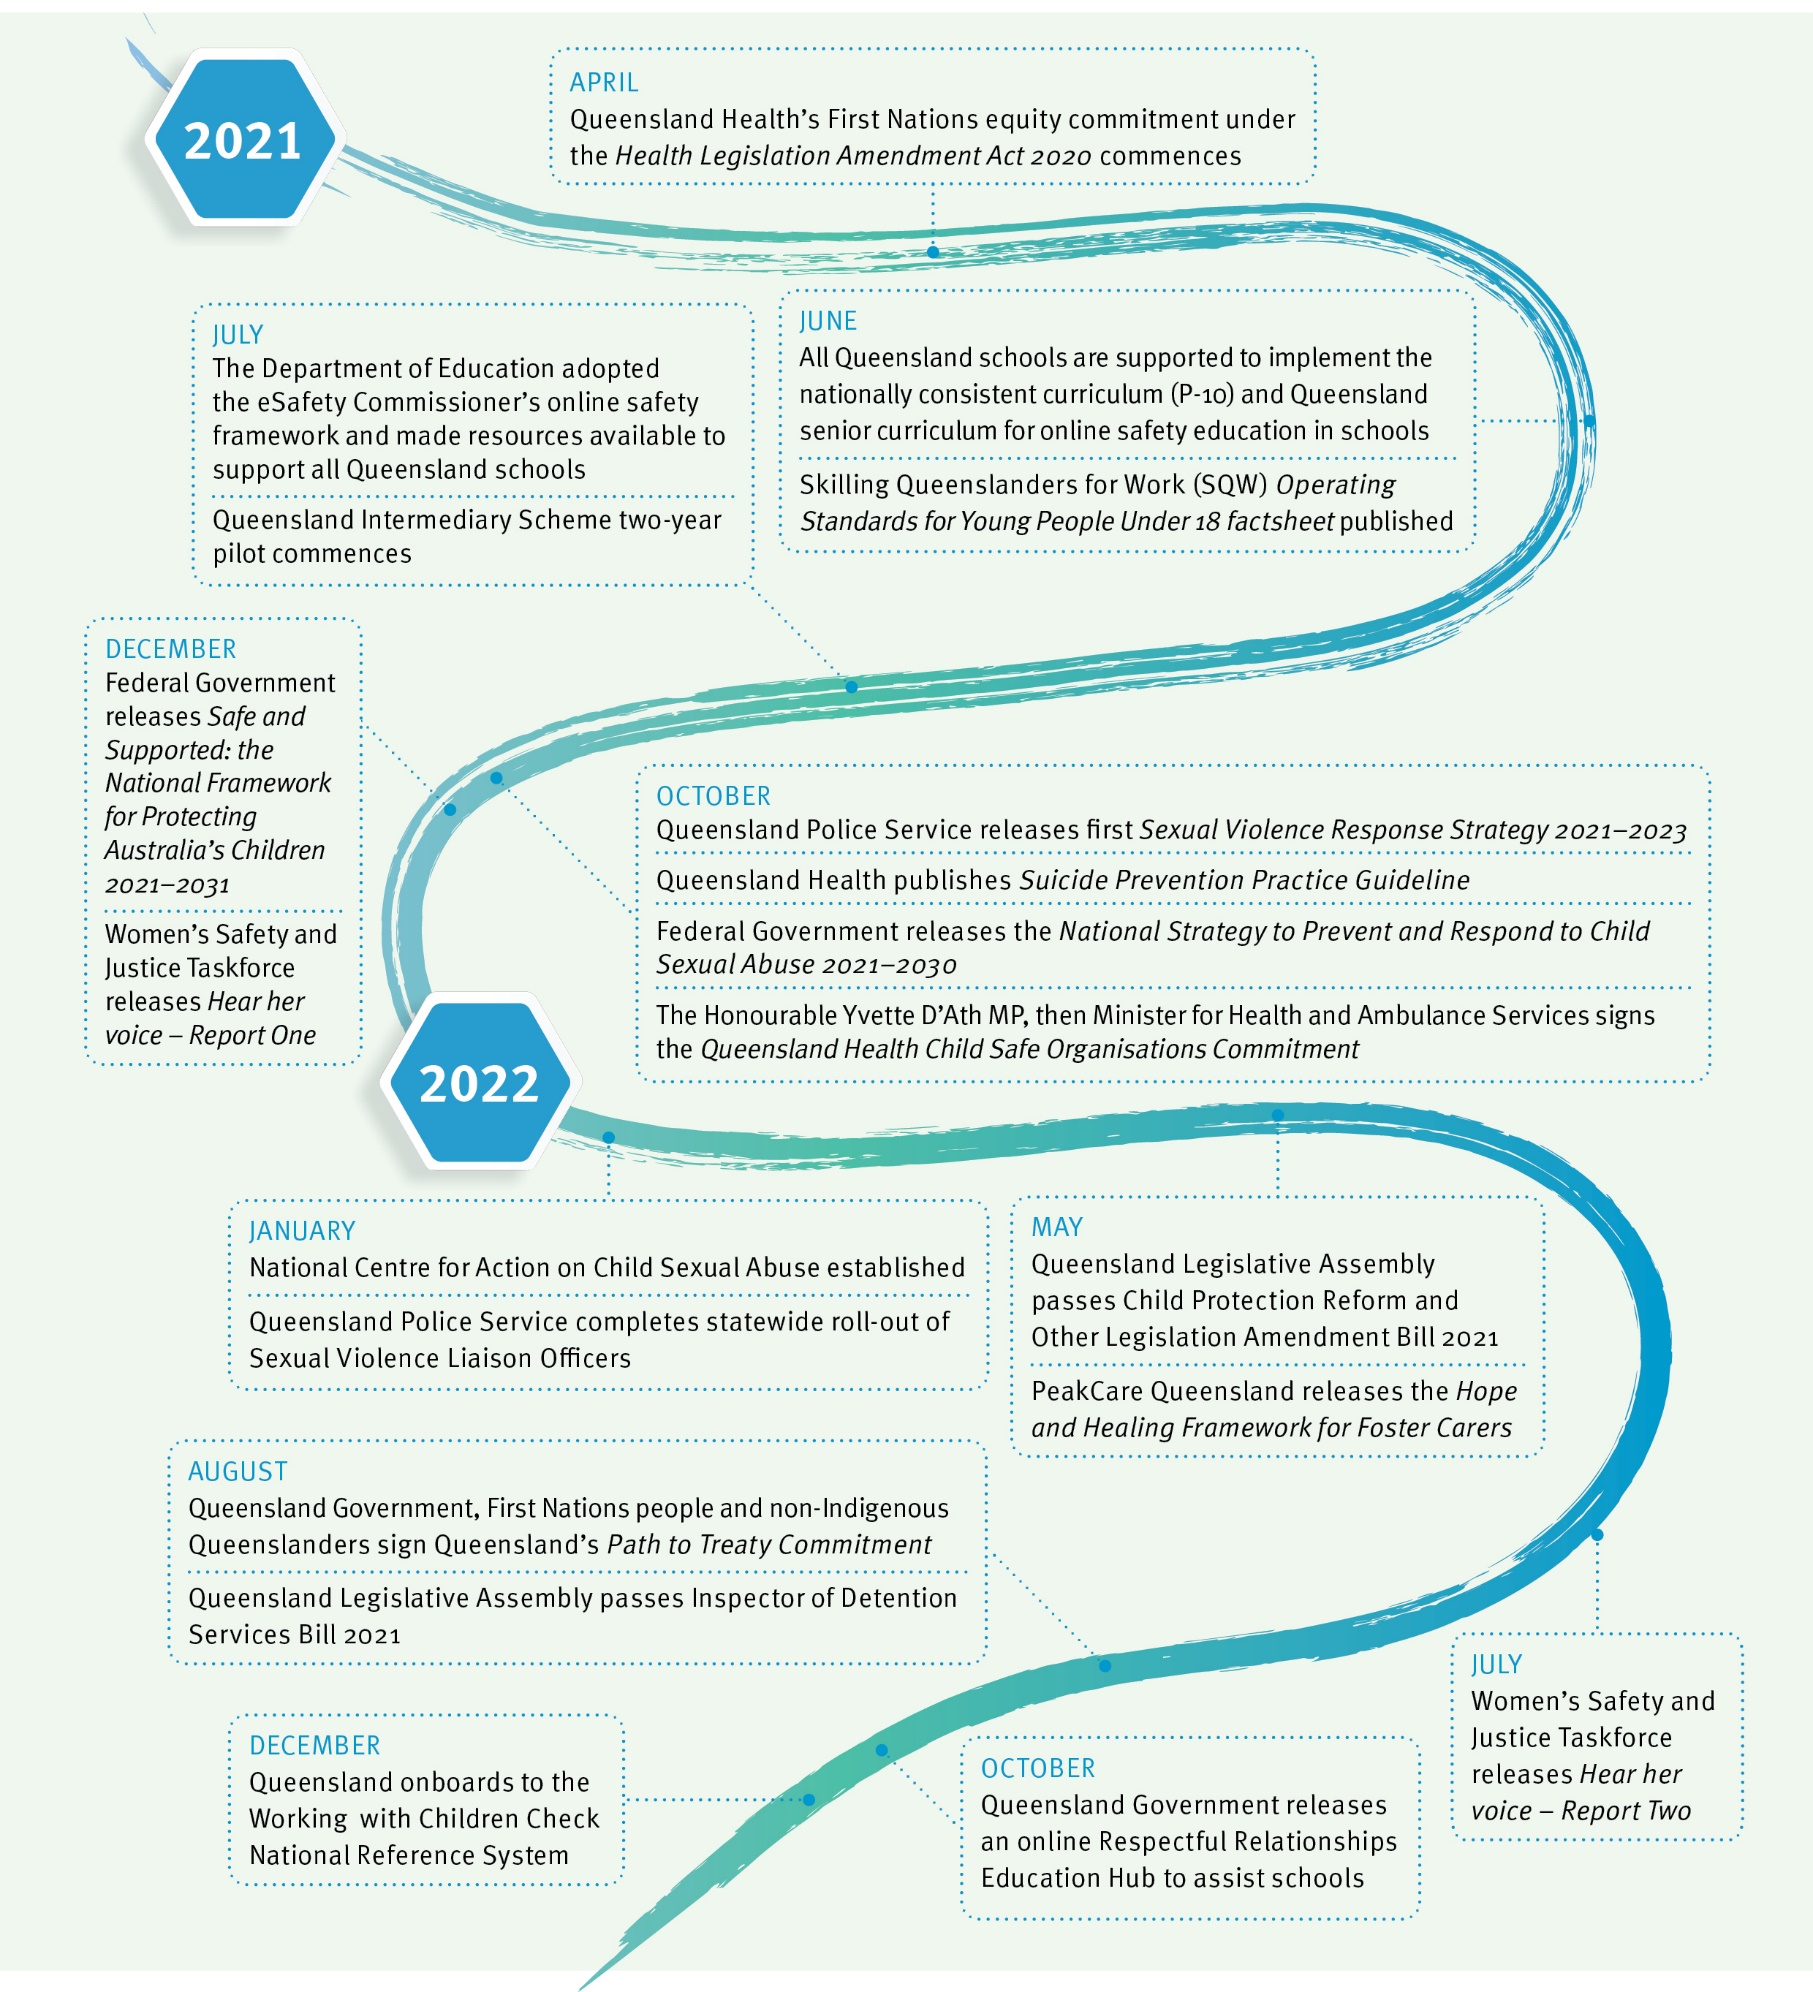 2021
APRIL
Queensland Health’s First Nations equity commitment under
the Health Legislation Amendment Act 2020 commences
JUNE
All Queensland schools are supported to implement the
nationally consistent curriculum (P-10) and Queensland
senior curriculum for online safety education in schools
Skilling Queenslanders for Work (SQW) Operating
Standards for Young People Under 18 factsheet published
JULY
The Department of Education adopted
the eSafety Commissioner’s online safety
framework and made resources available to
support all Queensland schools
Queensland Intermediary Scheme two-year
pilot commences
OCTOBER
Queensland Police Service releases first Sexual Violence Response Strategy 2021–2023
Queensland Health publishes Suicide Prevention Practice Guideline
Federal Government releases the National Strategy to Prevent and Respond to Child
Sexual Abuse 2021–2030
The Honourable Yvette D’Ath MP, then Minister for Health and Ambulance Services signs
the Queensland Health Child Safe Organisations Commitment
DECEMBER
Federal Government
releases Safe and
Supported: the
National Framework
for Protecting
Australia’s Children
2021–2031
Women’s Safety and
Justice Taskforce
releases Hear her
voice – Report One
2022
JANUARY
National Centre for Action on Child Sexual Abuse established
Queensland Police Service completes statewide roll-out of
Sexual Violence Liaison Officers
MAY
Queensland Legislative Assembly
passes Child Protection Reform and
Other Legislation Amendment Bill 2021
PeakCare Queensland releases the Hope
and Healing Framework for Foster Carers
JULY
Women’s Safety and
Justice Taskforce
releases Hear her
voice – Report Two
AUGUST
Queensland Government, First Nations people and non-Indigenous
Queenslanders sign Queensland’s Path to Treaty Commitment
Queensland Legislative Assembly passes Inspector of Detention
Services Bill 2021
OCTOBER
Queensland Government releases
an online Respectful Relationships
Education Hub to assist schools
DECEMBER
Queensland onboards to the
Working with Children Check
National Reference System